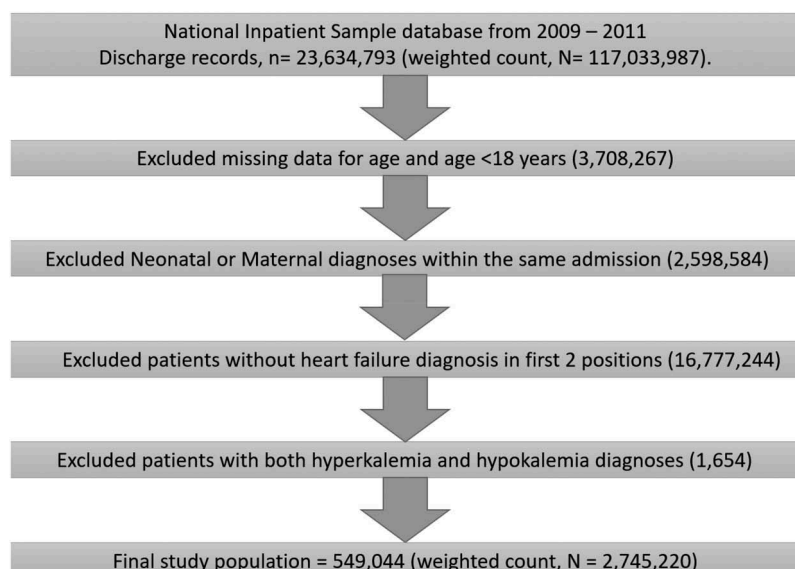 National Inpatient Sample database from 2009 – 2011
Discharge records, n= 23,634,793 (weighted count, N= 117,033,987).
Excluded missing data for age and age <18 years (3,708,267)
Excluded Neonatal or Maternal diagnoses within the same admission (2,598,584)
Excluded patients without heart failure diagnosis in first 2 positions (16,777,244)
Excluded patients with both hyperkalemia and hypokalemia diagnoses (1,654)
Final study population = 549,044 (weighted count, N = 2,745,220)